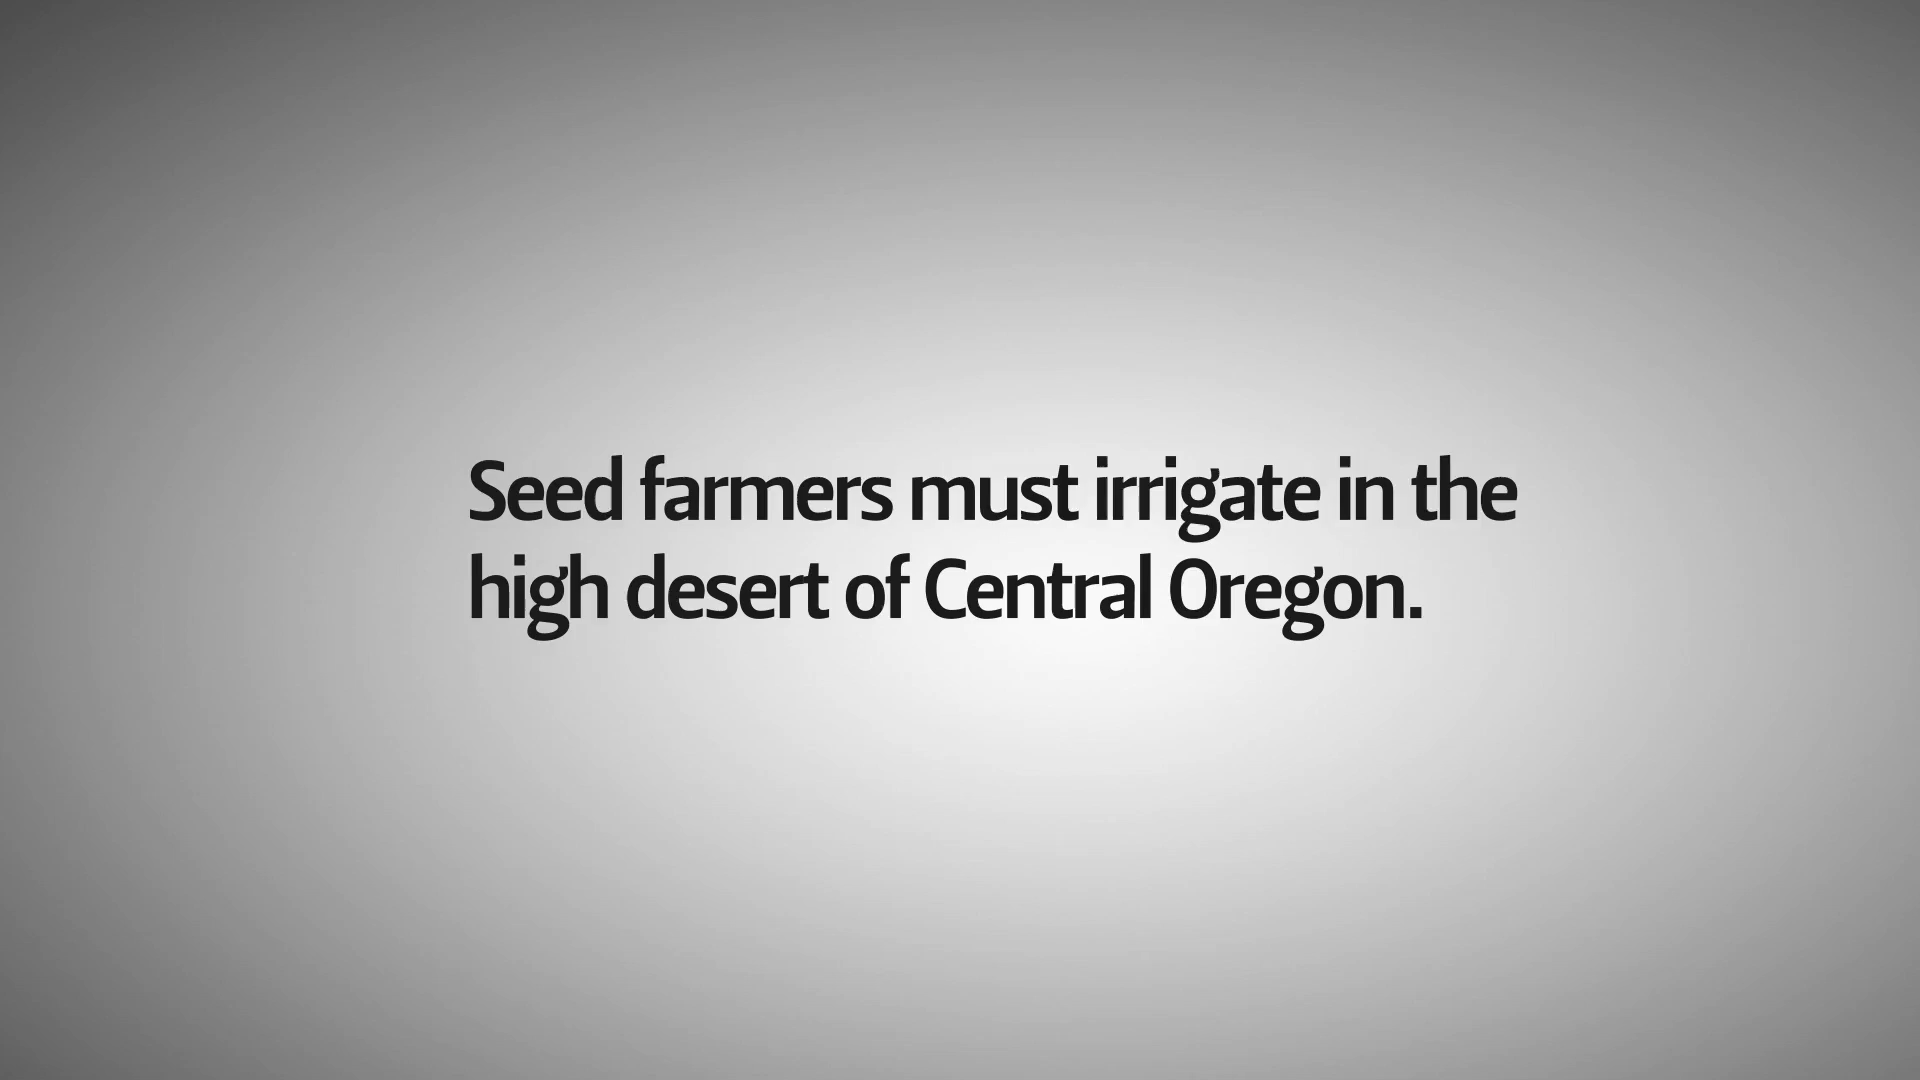 Seed farmers must irrigate in the
high desert of Central Oregon.